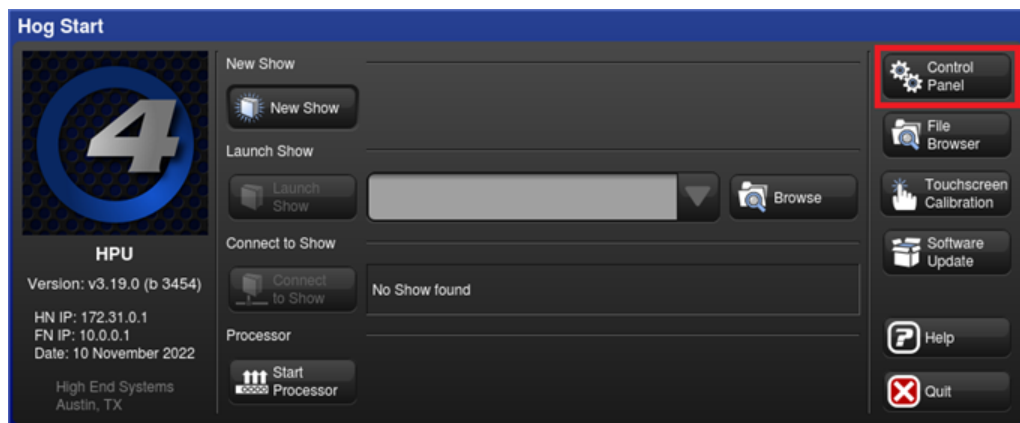 Hog Start
4
HPU
Version: v3.19.0 (b 3454)
HN IP: 172.31.0.1
FN IP: 10.0.0.1
Date: 10 November 2022
High End Systems
Austin, TX
New Show
New Show
Launch Show
Launch
Show
Browse
Connect to Show
Connect
to Show
No Show found
Processor
Start
Processor
Control
Panel
File
Browser
Touchscreen
Calibration
Software
Update
Help
Quit